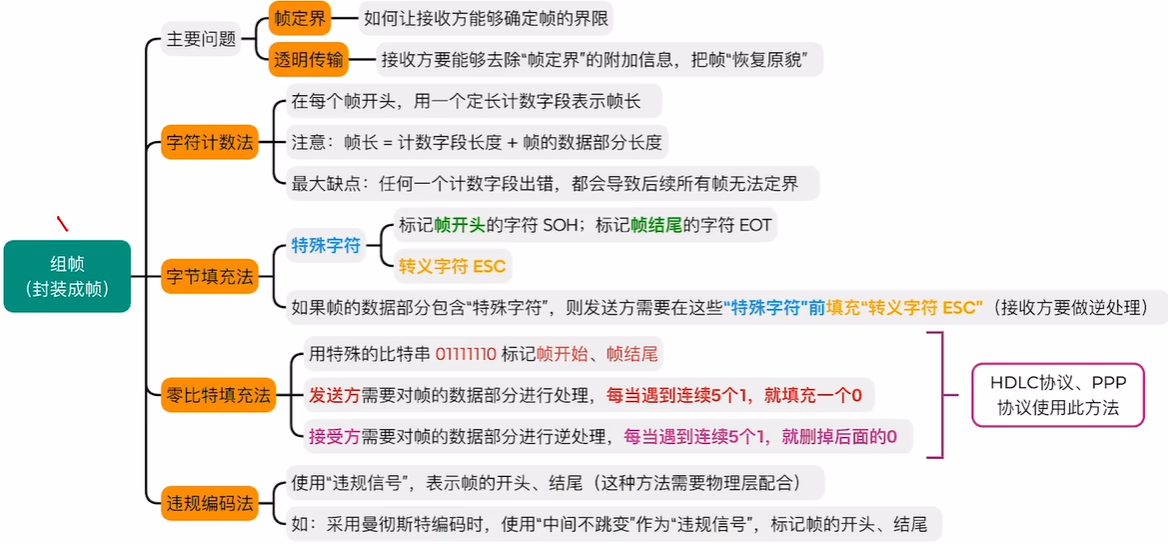 组帧
（封装成帧）
主要问题
帧定界
如何让接收方能够确定帧的界限
透明传输
接收方要能够去除“帧定界”的附加信息，把帧“恢复原貌”
字符计数法
在每个帧开头，用一个定长计数字段表示帧长
注意：帧长 = 计数字段长度 + 帧的数据部分长度
最大缺点：任何一个计数字段出错，都会导致后续所有帧无法定界
字节填充法
特殊字符
标记帧开头的字符 SOH；标记帧结尾的字符 EOT
转义字符 ESC
如果帧的数据部分包含“特殊字符”，则发送方需要在这些“特殊字符”前填充“转义字符 ESC”（接收方要做逆处理）
零比特填充法
用特殊的比特串 01111110 标记帧开始、帧结尾
发送方需要对帧的数据部分进行处理，每当遇到连续5个1，就填充一个0
接受方需要对帧的数据部分进行逆处理，每当遇到连续5个1，就删掉后面的0
HDLC协议、PPP
协议使用此方法
违规编码法
使用“违规信号”，表示帧的开头、结尾（这种方法需要物理层配合）
如：采用曼彻斯特编码时，使用“中间不跳变”作为“违规信号”，标记帧的开头、结尾